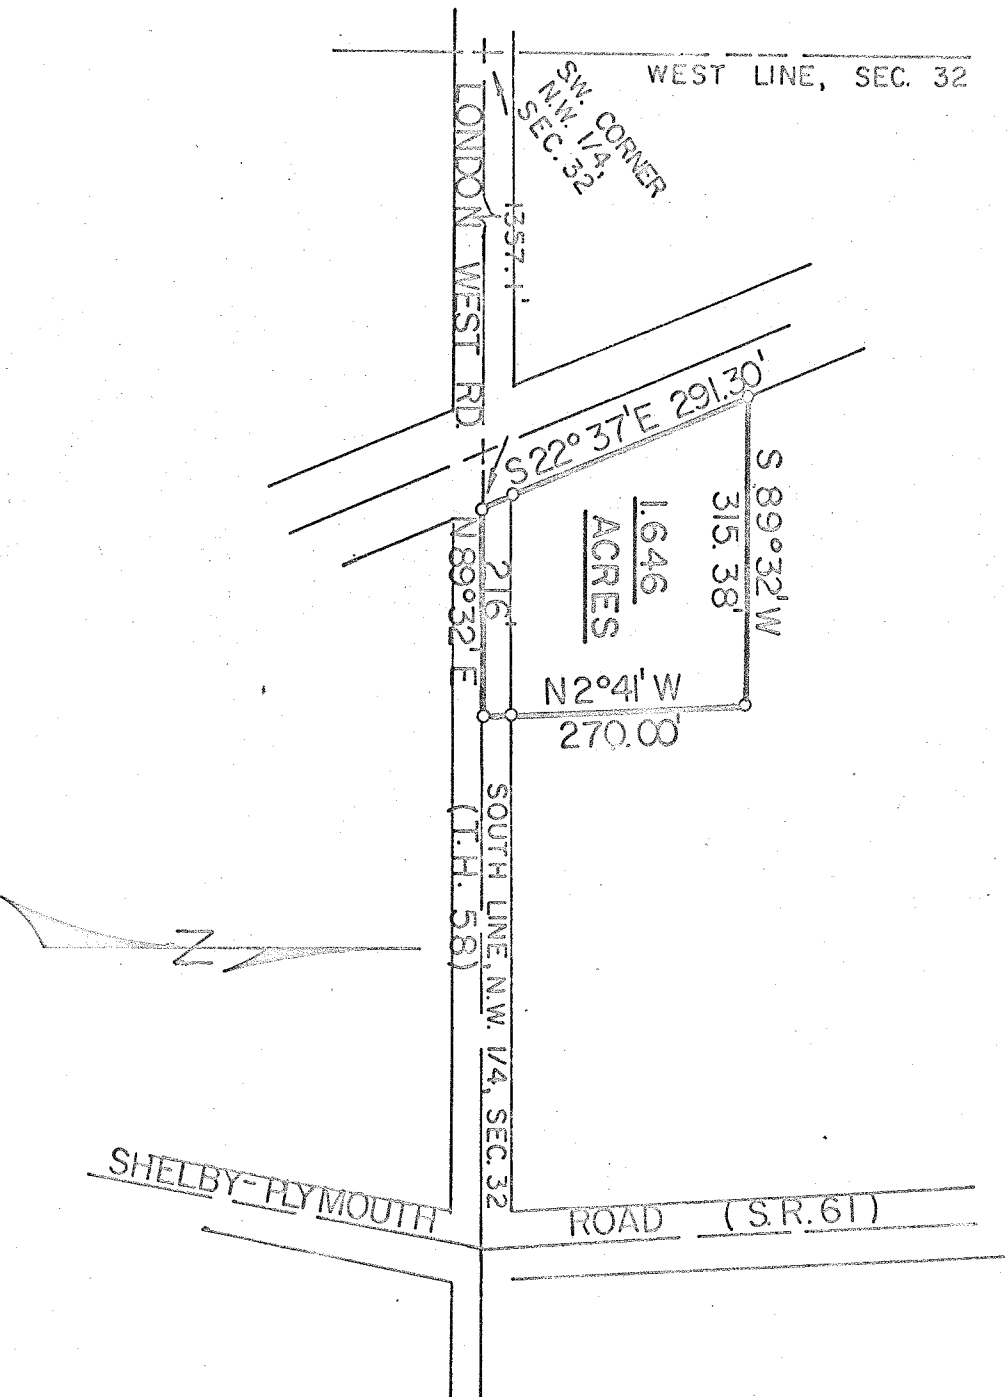 WEST LINE, SEC. 32
SW. CORNER
N.W. 1/4,
SEC. 32
1357.1'
LONDON WEST RD.
S 22° 37' E 291.30'
S 89° 32' W
315.38'
1.646
ACRES
N 89° 32' E
216'
N 2° 41' W
270.00'
SOUTH LINE, N.W. 1/4, SEC. 32
(T.H. 58)
N
SHELBY-PLYMOUTH ROAD (S.R. 61)